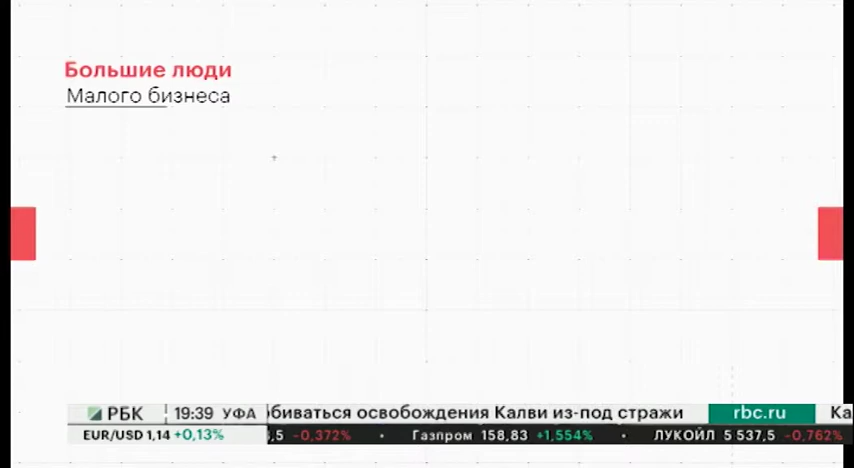 Большие люди
Малого бизнеса
РБК 19:39 УФА биваться освобождения Калви из-под стражи rbc.ru Ка
EUR/USD 1,14 +0,13% ,5 -0,372% • Газпром 158,83 +1,554% • ЛУКОЙЛ 5 537,5 -0,762%